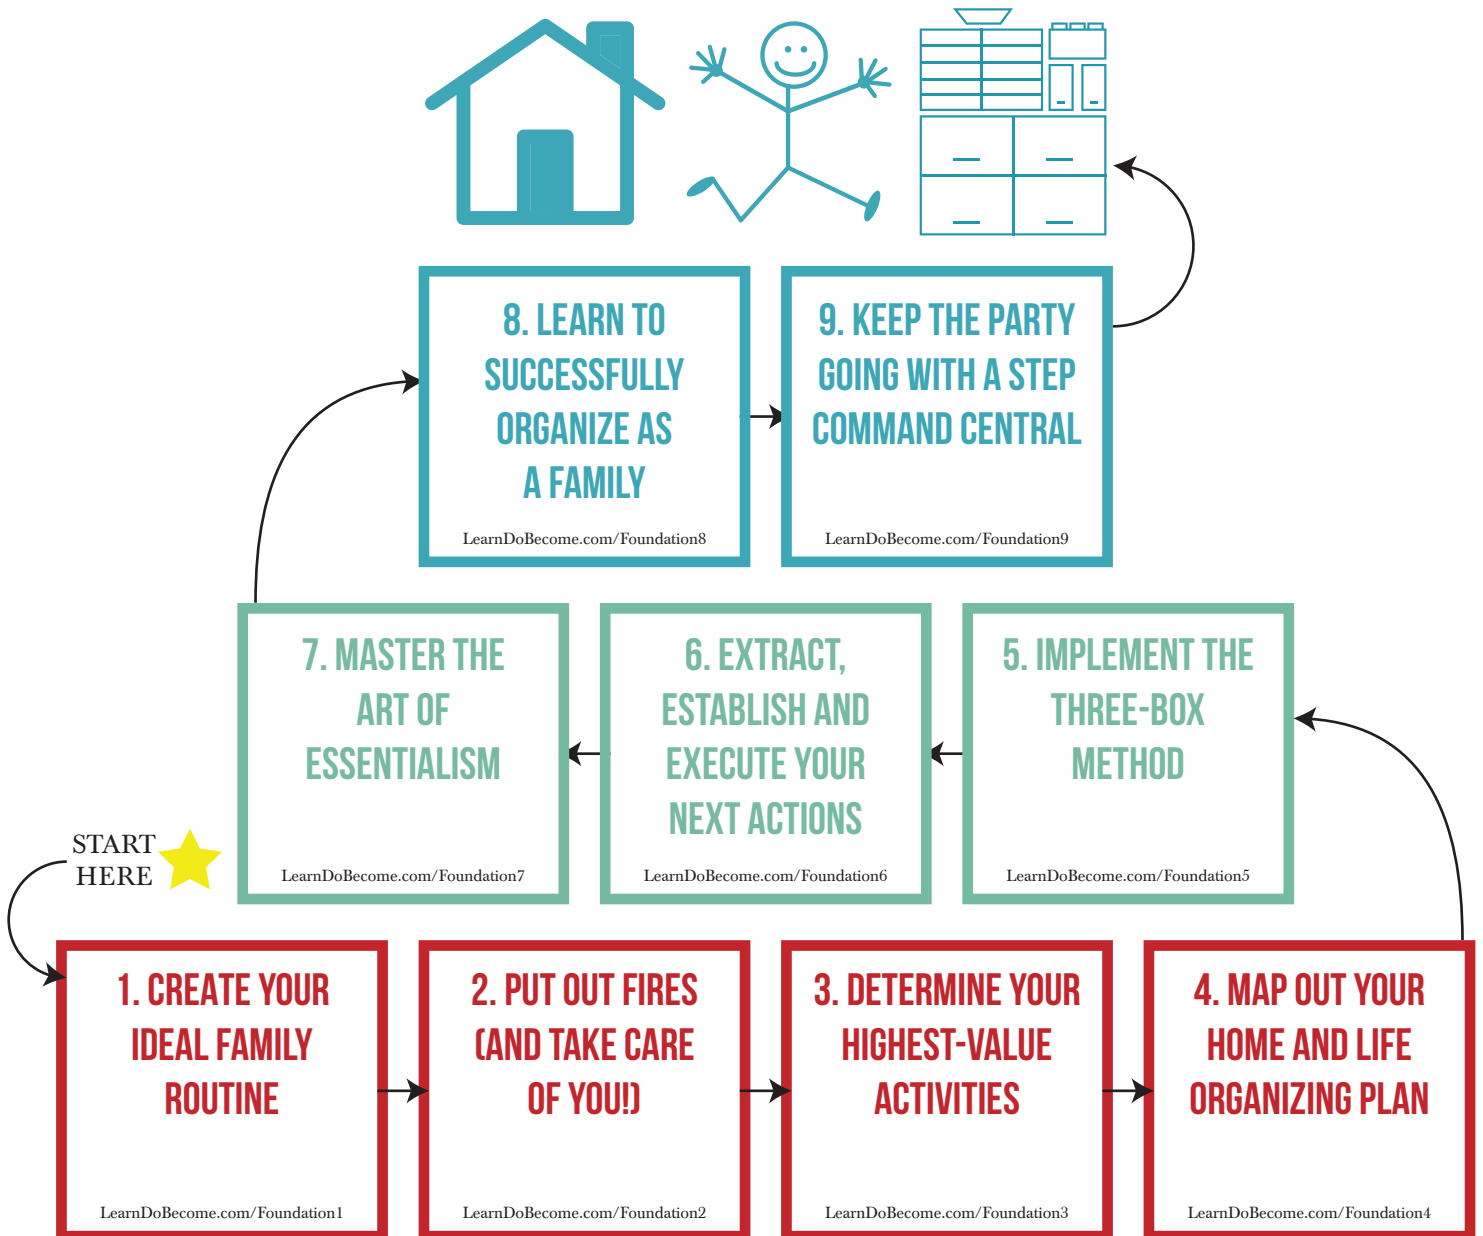 8. LEARN TO
SUCCESSFULLY
ORGANIZE AS
A FAMILY
LearnDoBecome.com/Foundation8
9. KEEP THE PARTY
GOING WITH A STEP
COMMAND CENTRAL
LearnDoBecome.com/Foundation9
7. MASTER THE
ART OF
ESSENTIALISM
LearnDoBecome.com/Foundation7
6. EXTRACT,
ESTABLISH AND
EXECUTE YOUR
NEXT ACTIONS
LearnDoBecome.com/Foundation6
5. IMPLEMENT THE
THREE-BOX
METHOD
LearnDoBecome.com/Foundation5
START
HERE
1. CREATE YOUR
IDEAL FAMILY
ROUTINE
LearnDoBecome.com/Foundation1
2. PUT OUT FIRES
(AND TAKE CARE
OF YOU!)
LearnDoBecome.com/Foundation2
3. DETERMINE YOUR
HIGHEST-VALUE
ACTIVITIES
LearnDoBecome.com/Foundation3
4. MAP OUT YOUR
HOME AND LIFE
ORGANIZING PLAN
LearnDoBecome.com/Foundation4